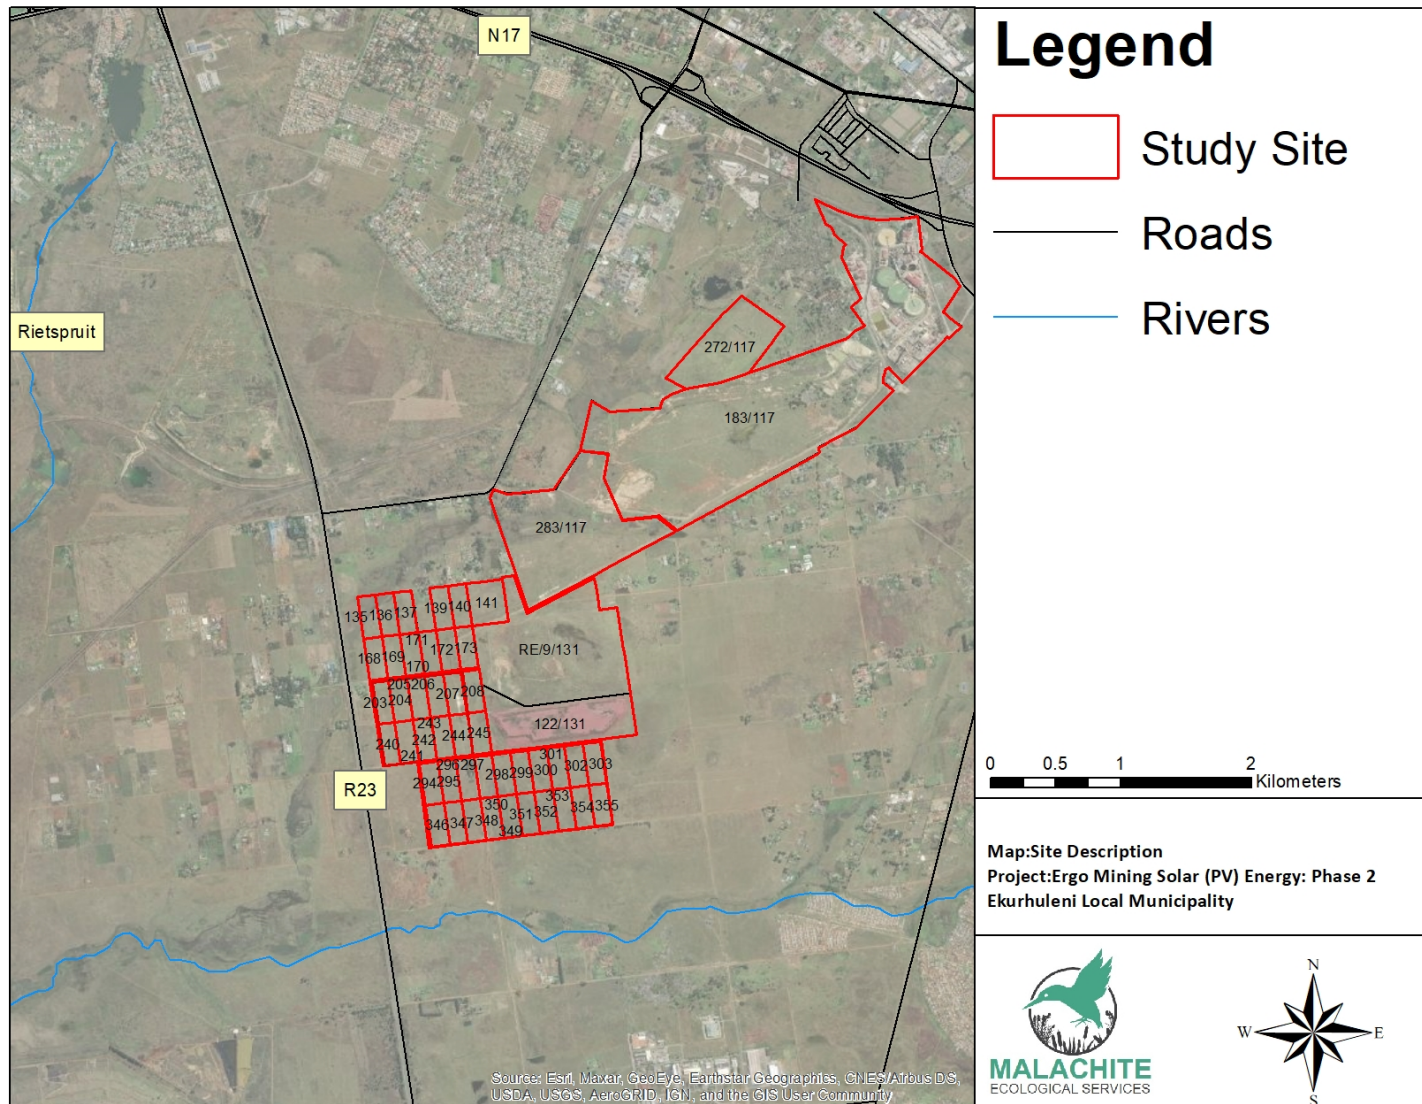 N17
Rietspruit
272/117
183/117
283/117
135 136 137 139 140 141
168 169 170 171 172 173
RE/9/131
203 204 205 206 207 208
122/131
240 241 242 243 244 245
294 295 296 297 298 299 300 301 302 303
R23
346 347 348 349 350 351 352 353 354 355
Source: Esri, Maxar, GeoEye, Earthstar Geographics, CNES/Airbus DS,
USDA, USGS, AeroGRID, IGN, and the GIS User Community
Legend
Study Site
Roads
Rivers
0 0.5 1 2
Kilometers
Map:Site Description
Project:Ergo Mining Solar (PV) Energy: Phase 2
Ekurhuleni Local Municipality
MALACHITE
ECOLOGICAL SERVICES
N
W E
S